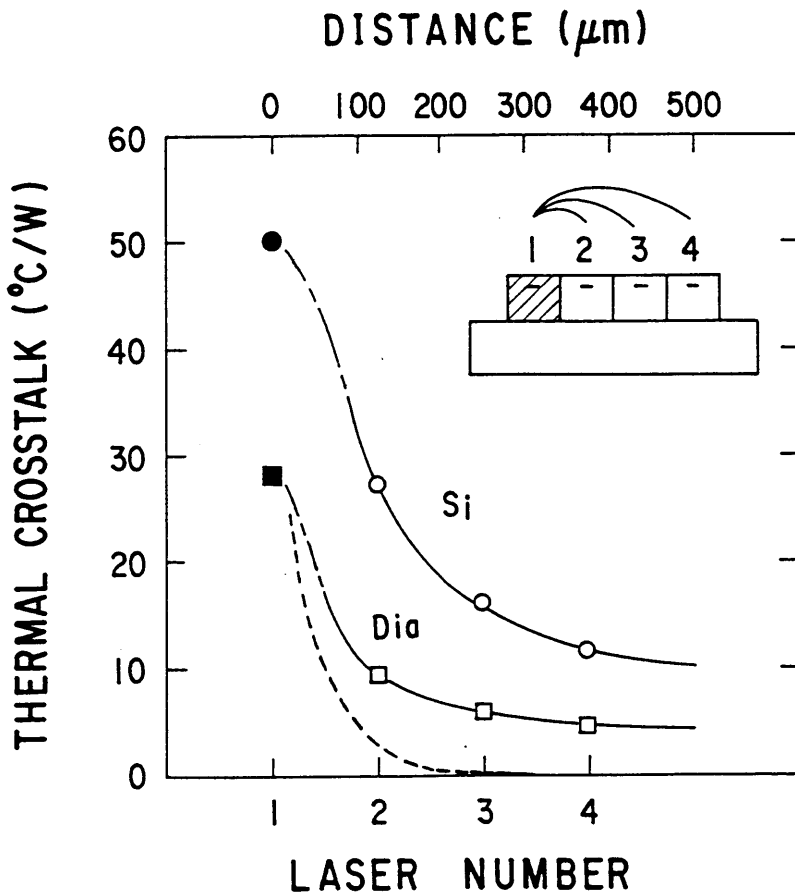 DISTANCE (μm)
0 100 200 300 400 500
60
50
40
30
20
10
0
THERMAL CROSSTALK (°C/W)
1 2 3 4
Si
Dia
1 2 3 4
LASER NUMBER